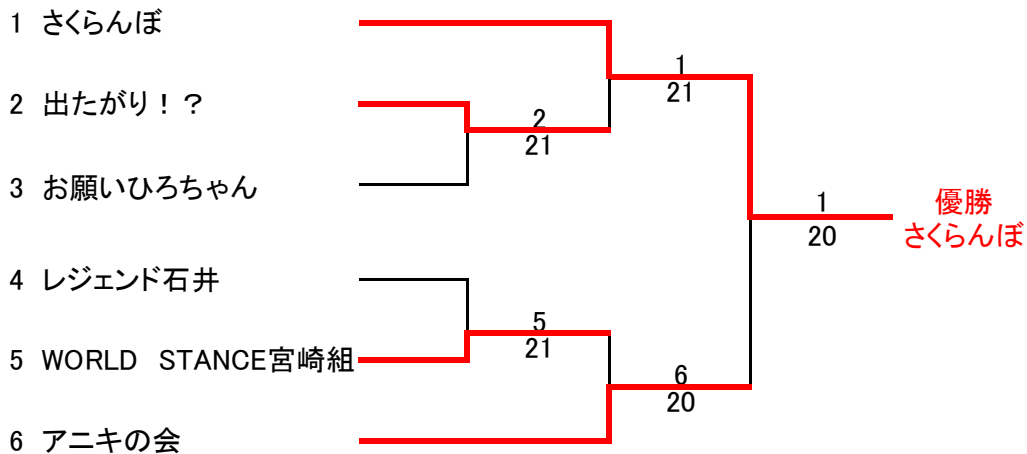 1 さくらんぼ
1
21
2 出たがり！？
2
21
3 お願いひろちゃん
1
20
優勝
さくらんぼ
4 レジェンド石井
5
21
5 WORLD　STANCE宮崎組
6
20
6 アニキの会